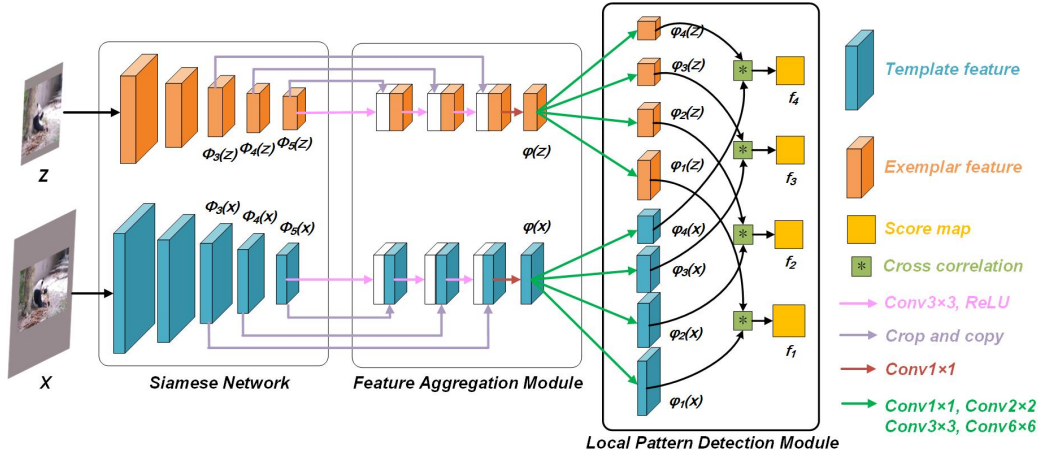 Z
X
Φ3(z)
Φ4(z)
Φ5(z)
Φ3(x)
Φ4(x)
Φ5(x)
Siamese Network
φ(z)
φ(x)
Feature Aggregation Module
φ4(z)
φ3(z)
φ2(z)
φ1(z)
φ4(x)
φ3(x)
φ2(x)
φ1(x)
*
f4
*
f3
*
f2
*
f1
Local Pattern Detection Module
Template feature
Exemplar feature
Score map
*
Cross correlation
Conv3×3, ReLU
Crop and copy
Conv1×1
Conv1×1, Conv2×2
Conv3×3, Conv6×6